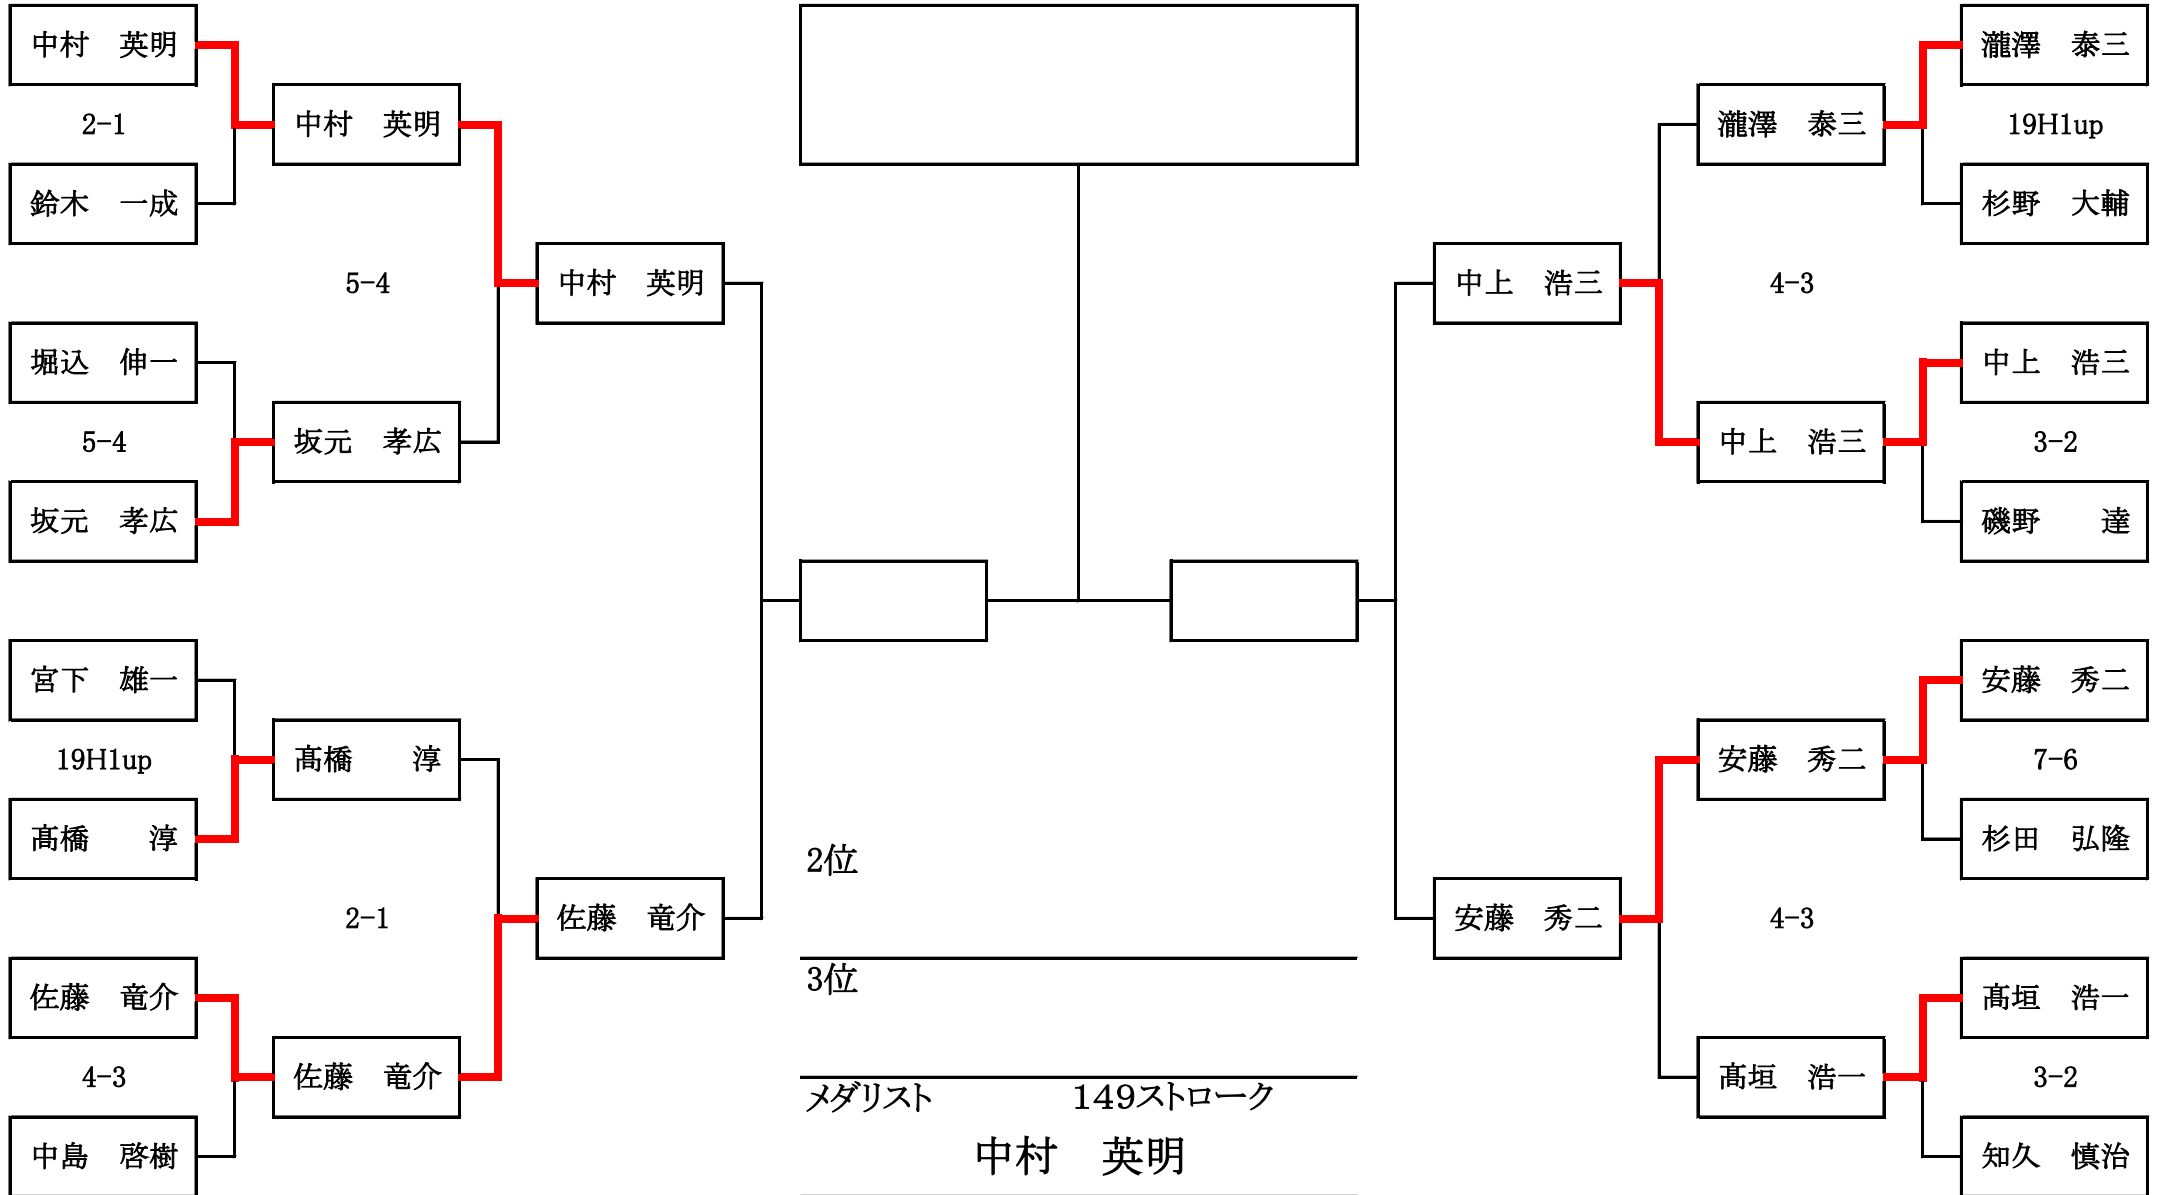 中村　英明
2-1
鈴木　一成
堀込　伸一
5-4
坂元　孝広
宮下　雄一
19H1up
髙橋　　淳
佐藤　竜介
4-3
中島　啓樹
中村　英明
5-4
坂元　孝広
髙橋　　淳
2-1
佐藤　竜介
中村　英明
佐藤　竜介
2位
3位
メダリスト　149ストローク
中村　英明
中上　浩三
安藤　秀二
瀧澤　泰三
4-3
中上　浩三
安藤　秀二
4-3
髙垣　浩一
瀧澤　泰三
19H1up
杉野　大輔
中上　浩三
3-2
磯野　　達
安藤　秀二
7-6
杉田　弘隆
髙垣　浩一
3-2
知久　慎治